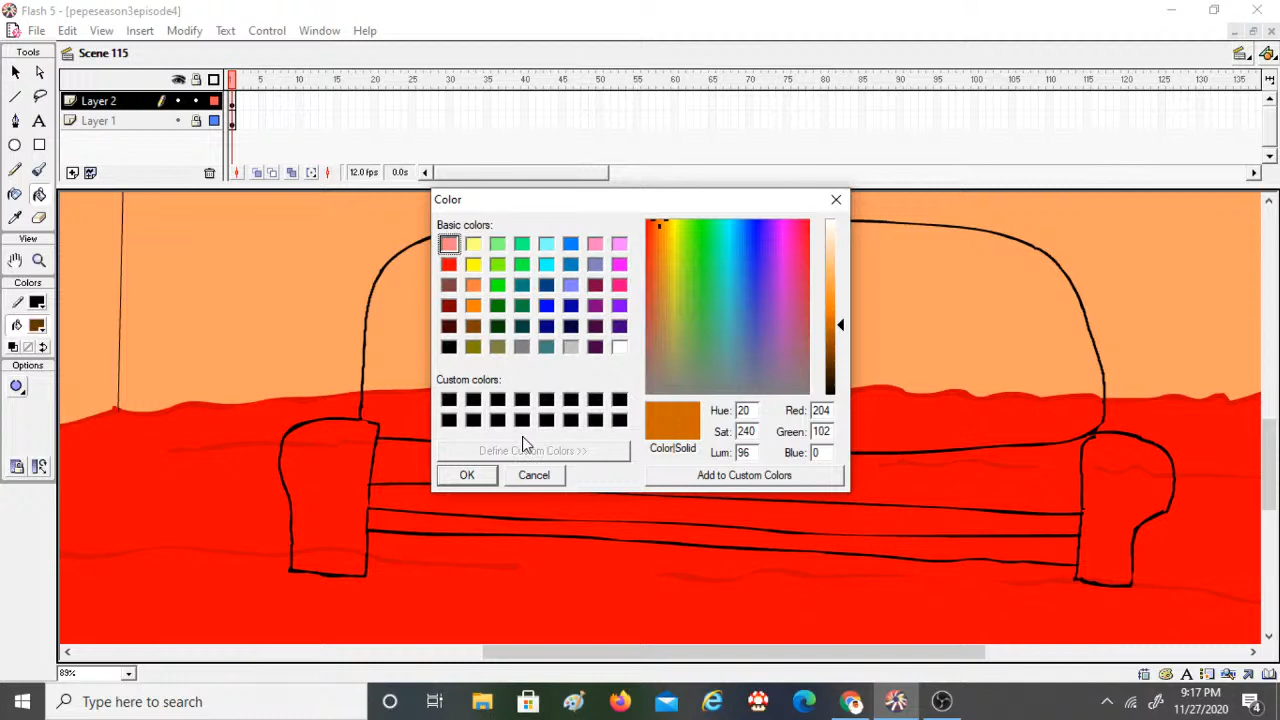 Flash 5 - [pepeseason3episode4]
File Edit View Insert Modify Text Control Window Help
Tools
Scene 115
5 10 15 20 25 30 35 40 45 50 55 60 65 70 75 80 85 90 95 100 105 110 115 120 125 130 135
Layer 2
Layer 1
12.0 fps 0.0s
View
Colors
Options
Color
Basic colors:
Custom colors:
Define Custom Colors >>
OK Cancel
Color|Solid
Hue: 20 Red: 204
Sat: 240 Green: 102
Lum: 96 Blue: 0
Add to Custom Colors
89%
Type here to search
9:17 PM
11/27/2020
4